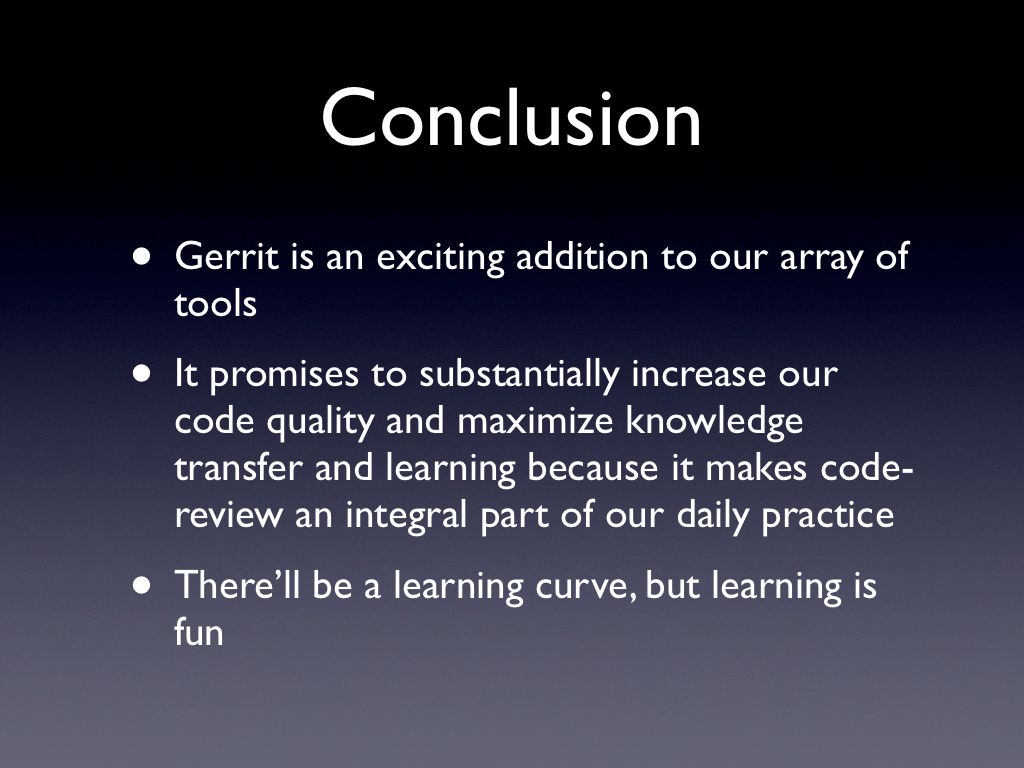 Conclusion
• Gerrit is an exciting addition to our array of
tools
• It promises to substantially increase our
code quality and maximize knowledge
transfer and learning because it makes code-
review an integral part of our daily practice
• There’ll be a learning curve, but learning is
fun